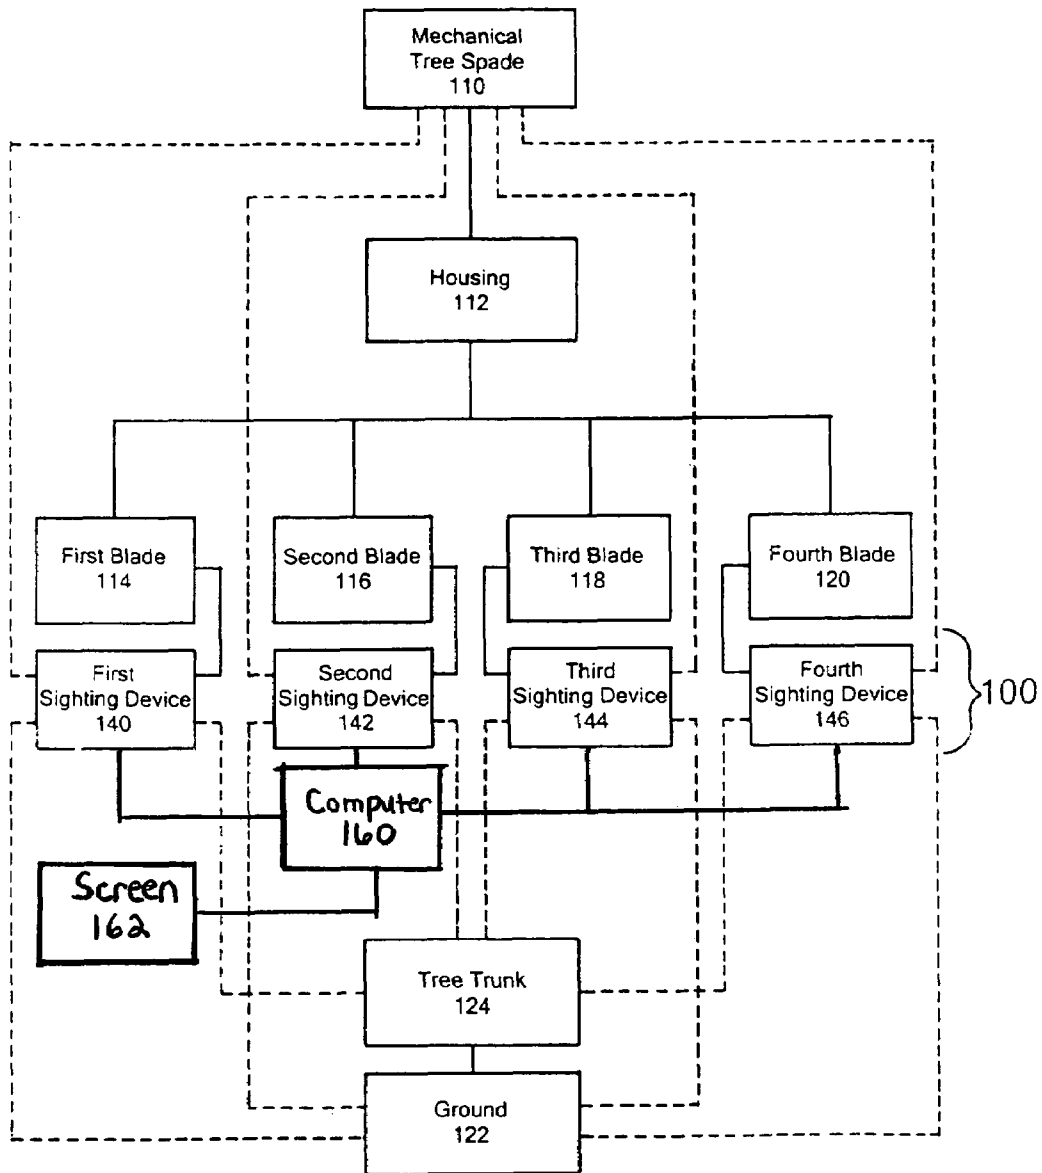 Mechanical
Tree Spade
110
Housing
112
First Blade
114
Second Blade
116
Third Blade
118
Fourth Blade
120
First
Sighting Device
140
Second
Sighting Device
142
Third
Sighting Device
144
Fourth
Sighting Device
146
100
Computer
160
Screen
162
Tree Trunk
124
Ground
122